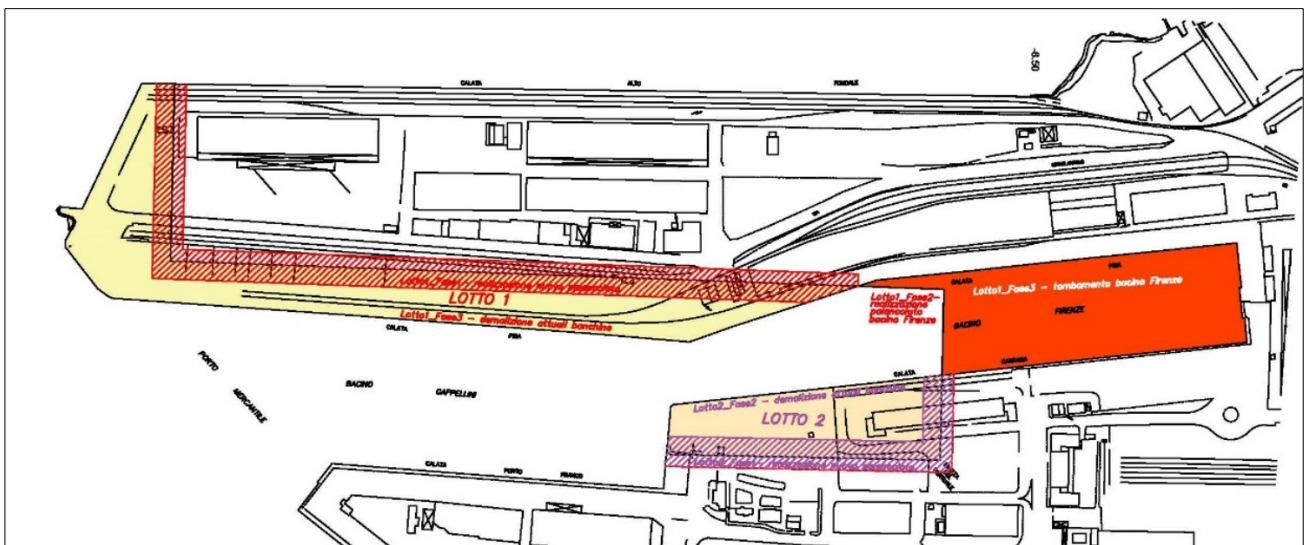 -8.50
CALATA ALTO FONDALE
LOTTO 1
Lotto1_Fase3 - demolizione attuali banchine
CALATA PISA
Lotto1_Fase2-
realizzazione
palancolato
bacino Firenze
CALATA PISA
Lotto1_Fase3 - tombamento bacino Firenze
BACINO FIRENZE
CALATA CARRARA
Lotto2_Fase2 - demolizione
LOTTO 2
PORTO
MERCANTILE
BACINO CAPPELLINI
CALATA PORTO FRANCO